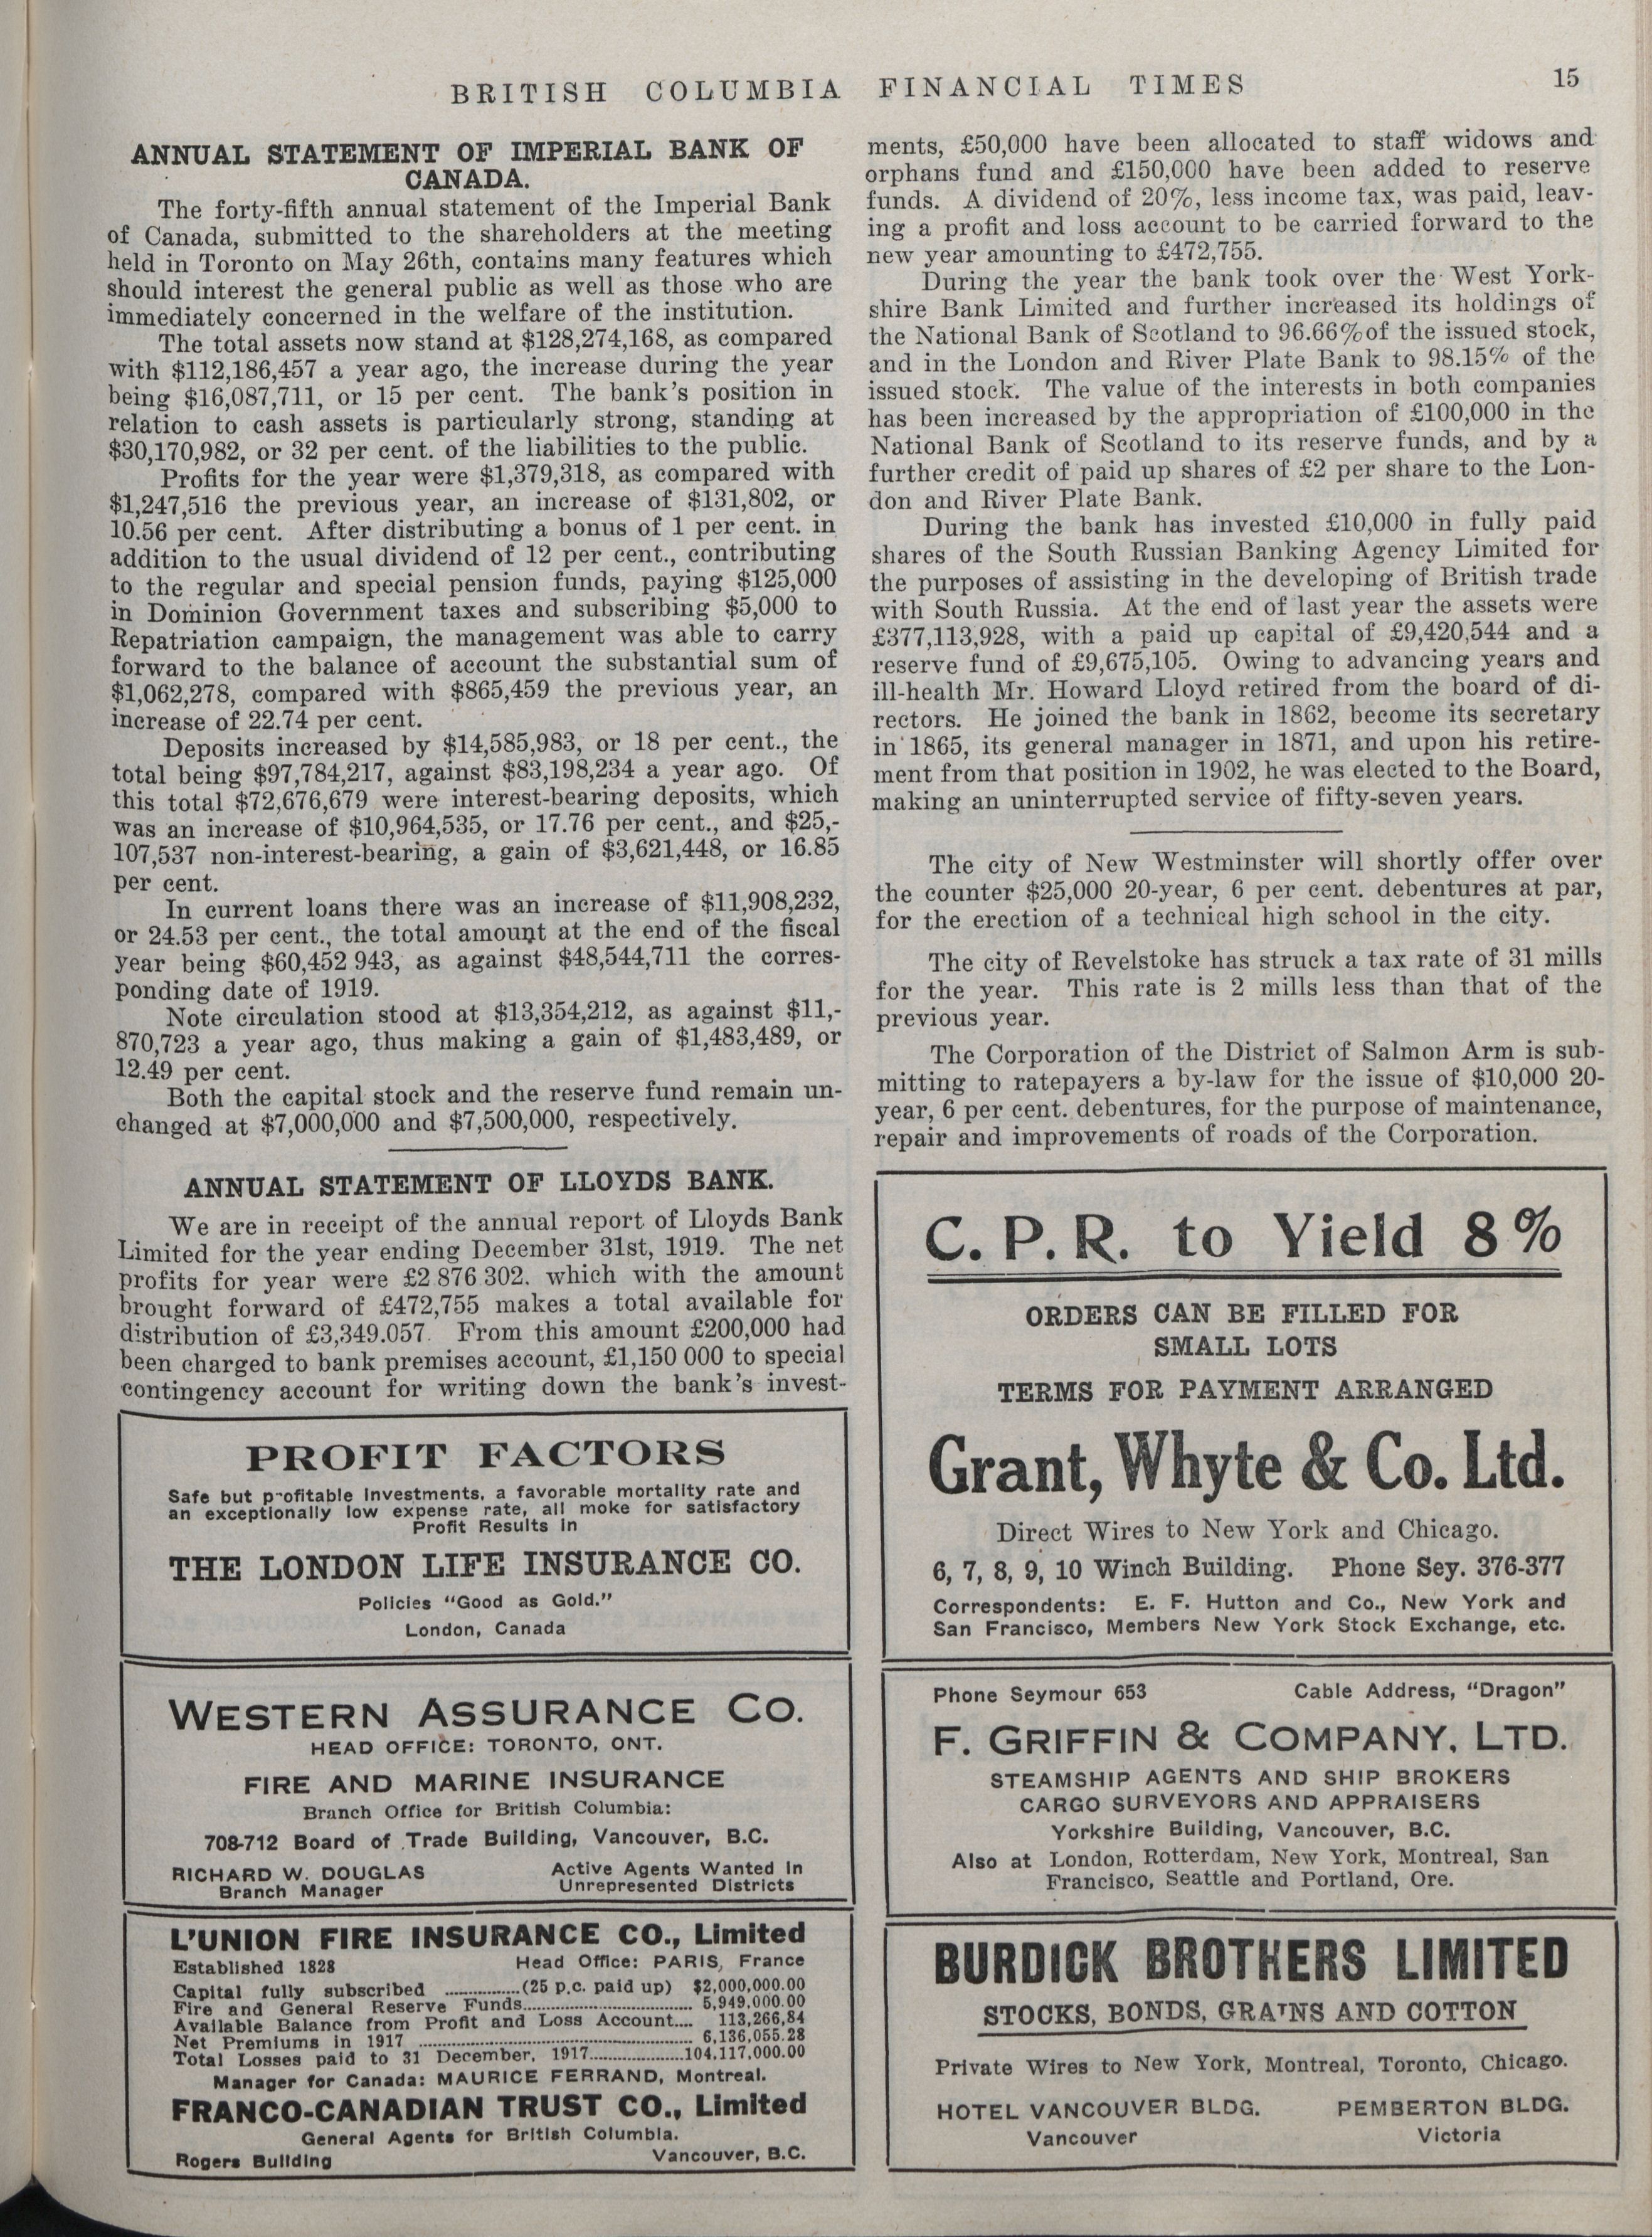 BRITISH COLUMBIA FINANCIAL TIMES 15
ANNUAL STATEMENT OF IMPERIAL BANK OF
CANADA.
The forty-fifth annual statement of the Imperial Bank
of Canada, submitted to the shareholders at the meeting
held in Toronto on May 26th, contains many features which
should interest the general public as well as those who are
immediately concerned in the welfare of the institution.
The total assets now stand at $128,274,168, as compared
with $112,186,457 a year ago, the increase during the year
being $16,087,711, or 15 per cent. The bank's position in
relation to cash assets is particularly strong, standing at
$30,170,982, or 32 per cent. of the liabilities to the public.
Profits for the year were $1,379,318, as compared with
$1,247,516 the previous year, an increase of $131,802, or
10.56 per cent. After distributing a bonus of 1 per cent. in
addition to the usual dividend of 12 per cent., contributing
to the regular and special pension funds, paying $125,000
in Dominion Government taxes and subscribing $5,000 to
Repatriation campaign, the management was able to carry
forward to the balance of account the substantial sum of
$1,062,278, compared with $865,459 the previous year, an
increase of 22.74 per cent.
Deposits increased by $14,585,983, or 18 per cent., the
total being $97,784,217, against $83,198,234 a year ago. Of
this total $72,676,679 were interest-bearing deposits, which
was an increase of $10,964,535, or 17.76 per cent., and $25,-
107,537 non-interest-bearing, a gain of $3,621,448, or 16.85
per cent.
In current loans there was an increase of $11,908,232,
or 24.53 per cent., the total amount at the end of the fiscal
year being $60,452 943, as against $48,544,711 the corres-
ponding date of 1919.
Note circulation stood at $13,354,212, as against $11,-
870,723 a year ago, thus making a gain of $1,483,489, or
12.49 per cent.
Both the capital stock and the reserve fund remain un-
changed at $7,000,000 and $7,500,000, respectively.
ANNUAL STATEMENT OF LLOYDS BANK.
We are in receipt of the annual report of Lloyds Bank
Limited for the year ending December 31st, 1919. The net
profits for year were £2 876 302. which with the amount
brought forward of £472,755 makes a total available for
distribution of £3,349.057. From this amount £200,000 had
been charged to bank premises account, £1,150 000 to special
contingency account for writing down the bank's invest-
ments, £50,000 have been allocated to staff widows and
orphans fund and £150,000 have been added to reserve
funds. A dividend of 20%, less income tax, was paid, leav-
ing a profit and loss account to be carried forward to the
new year amounting to £472,755.
During the year the bank took over the West York-
shire Bank Limited and further increased its holdings of
the National Bank of Scotland to 96.66%of the issued stock,
and in the London and River Plate Bank to 98.15% of the
issued stock. The value of the interests in both companies
has been increased by the appropriation of £100,000 in the
National Bank of Scotland to its reserve funds, and by a
further credit of paid up shares of £2 per share to the Lon-
don and River Plate Bank.
During the bank has invested £10,000 in fully paid
shares of the South Russian Banking Agency Limited for
the purposes of assisting in the developing of British trade
with South Russia. At the end of last year the assets were
£377,113,928, with a paid up capital of £9,420,544 and a
reserve fund of £9,675,105. Owing to advancing years and
ill-health Mr. Howard Lloyd retired from the board of di-
rectors. He joined the bank in 1862, become its secretary
in 1865, its general manager in 1871, and upon his retire-
ment from that position in 1902, he was elected to the Board,
making an uninterrupted service of fifty-seven years.
The city of New Westminster will shortly offer over
the counter $25,000 20-year, 6 per cent. debentures at par,
for the erection of a technical high school in the city.
The city of Revelstoke has struck a tax rate of 31 mills
for the year. This rate is 2 mills less than that of the
previous year.
The Corporation of the District of Salmon Arm is sub-
mitting to ratepayers a by-law for the issue of $10,000 20-
year, 6 per cent. debentures, for the purpose of maintenance,
repair and improvements of roads of the Corporation.
PROFIT FACTORS
Safe but profitable investments, a favorable mortality rate and
an exceptionally low expense rate, all moke for satisfactory
Profit Results in
THE LONDON LIFE INSURANCE CO.
Policies "Good as Gold."
London, Canada
WESTERN ASSURANCE CO.
HEAD OFFICE: TORONTO, ONT.
FIRE AND MARINE INSURANCE
Branch Office for British Columbia:
708-712 Board of Trade Building, Vancouver, B.C.
RICHARD W. DOUGLAS Active Agents Wanted in
Branch Manager Unrepresented Districts
L'UNION FIRE INSURANCE CO., Limited
Established 1828 Head Office: PARIS, France
Capital fully subscribed ...............(25 p.c. paid up) $2,000,000.00
Fire and General Reserve Funds................................... 5,949,000.00
Available Balance from Profit and Loss Account.... 113,266,84
Net Premiums in 1917 ........................................................ 6,136,055.28
Total Losses paid to 31 December, 1917...................104,117,000.00
Manager for Canada: MAURICE FERRAND, Montreal.
FRANCO-CANADIAN TRUST CO., Limited
General Agents for British Columbia.
Rogers Building Vancouver, B.C.
C. P. R. to Yield 8%
ORDERS CAN BE FILLED FOR
SMALL LOTS
TERMS FOR PAYMENT ARRANGED
Grant, Whyte & Co. Ltd.
Direct Wires to New York and Chicago.
6, 7, 8, 9, 10 Winch Building. Phone Sey. 376-377
Correspondents: E. F. Hutton and Co., New York and
San Francisco, Members New York Stock Exchange, etc.
Phone Seymour 653 Cable Address, "Dragon"
F. GRIFFIN & COMPANY, LTD.
STEAMSHIP AGENTS AND SHIP BROKERS
CARGO SURVEYORS AND APPRAISERS
Yorkshire Building, Vancouver, B.C.
Also at London, Rotterdam, New York, Montreal, San
Francisco, Seattle and Portland, Ore.
BURDICK BROTHERS LIMITED
STOCKS, BONDS, GRAINS AND COTTON
Private Wires to New York, Montreal, Toronto, Chicago.
HOTEL VANCOUVER BLDG. PEMBERTON BLDG.
Vancouver Victoria